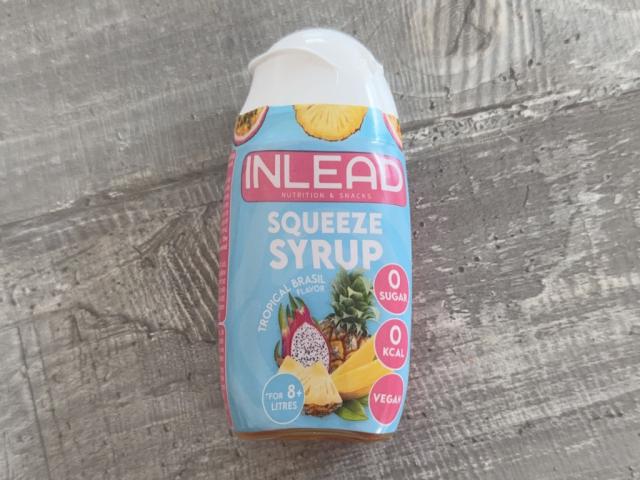 INLEAD
NUTRITION & SNACKS
SQUEEZE
SYRUP
TROPICAL BRASIL
FLAVOR
0
SUGAR
0
KCAL
VEGAN
*FOR 8+
LITRES